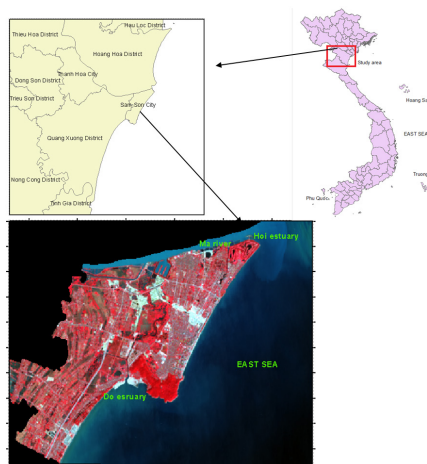 Hau Loc District
Thieu Hoa District
Hoang Hoa District
Thanh Hoa City
Dong Son District
Trieu Son District
Sam Son City
Quang Xuong District
Nong Cong District
Tinh Gia District
Study area
Hoang Sa
EAST SEA
Phu Quoc
Hoi estuary
Ma river
EAST SEA
Do esruary